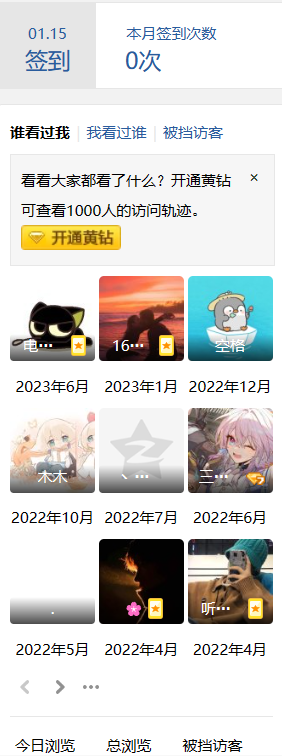 01.15
签到
本月签到次数
0次
谁看过我 | 我看过谁 | 被挡访客
看看大家都看了什么？开通黄钻 ×
可查看1000人的访问轨迹。
开通黄钻
电··· 16··· 空格
2023年6月 2023年1月 2022年12月
木木 、··· 三···
2022年10月 2022年7月 2022年6月
. 听···
2022年5月 2022年4月 2022年4月
今日浏览 总浏览 被挡访客